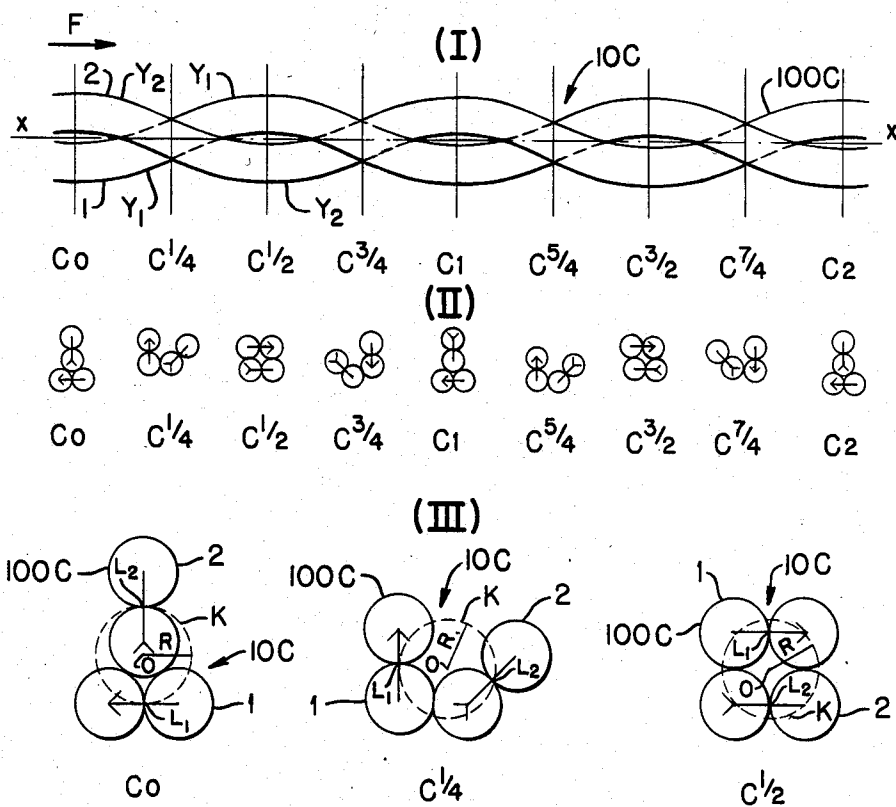 F
(I)
2 Y2 Y1 10C 100C
X X
1 Y1 Y2
C0 C1/4 C1/2 C3/4 C1 C5/4 C3/2 C7/4 C2
(II)
C0 C1/4 C1/2 C3/4 C1 C5/4 C3/2 C7/4 C2
(III)
100C L2 2 K R O 10C L1 1
100C 10C K 2 R O L1 L2 1
1 10C 100C L1 R O L2 K 2
C0 C1/4 C1/2